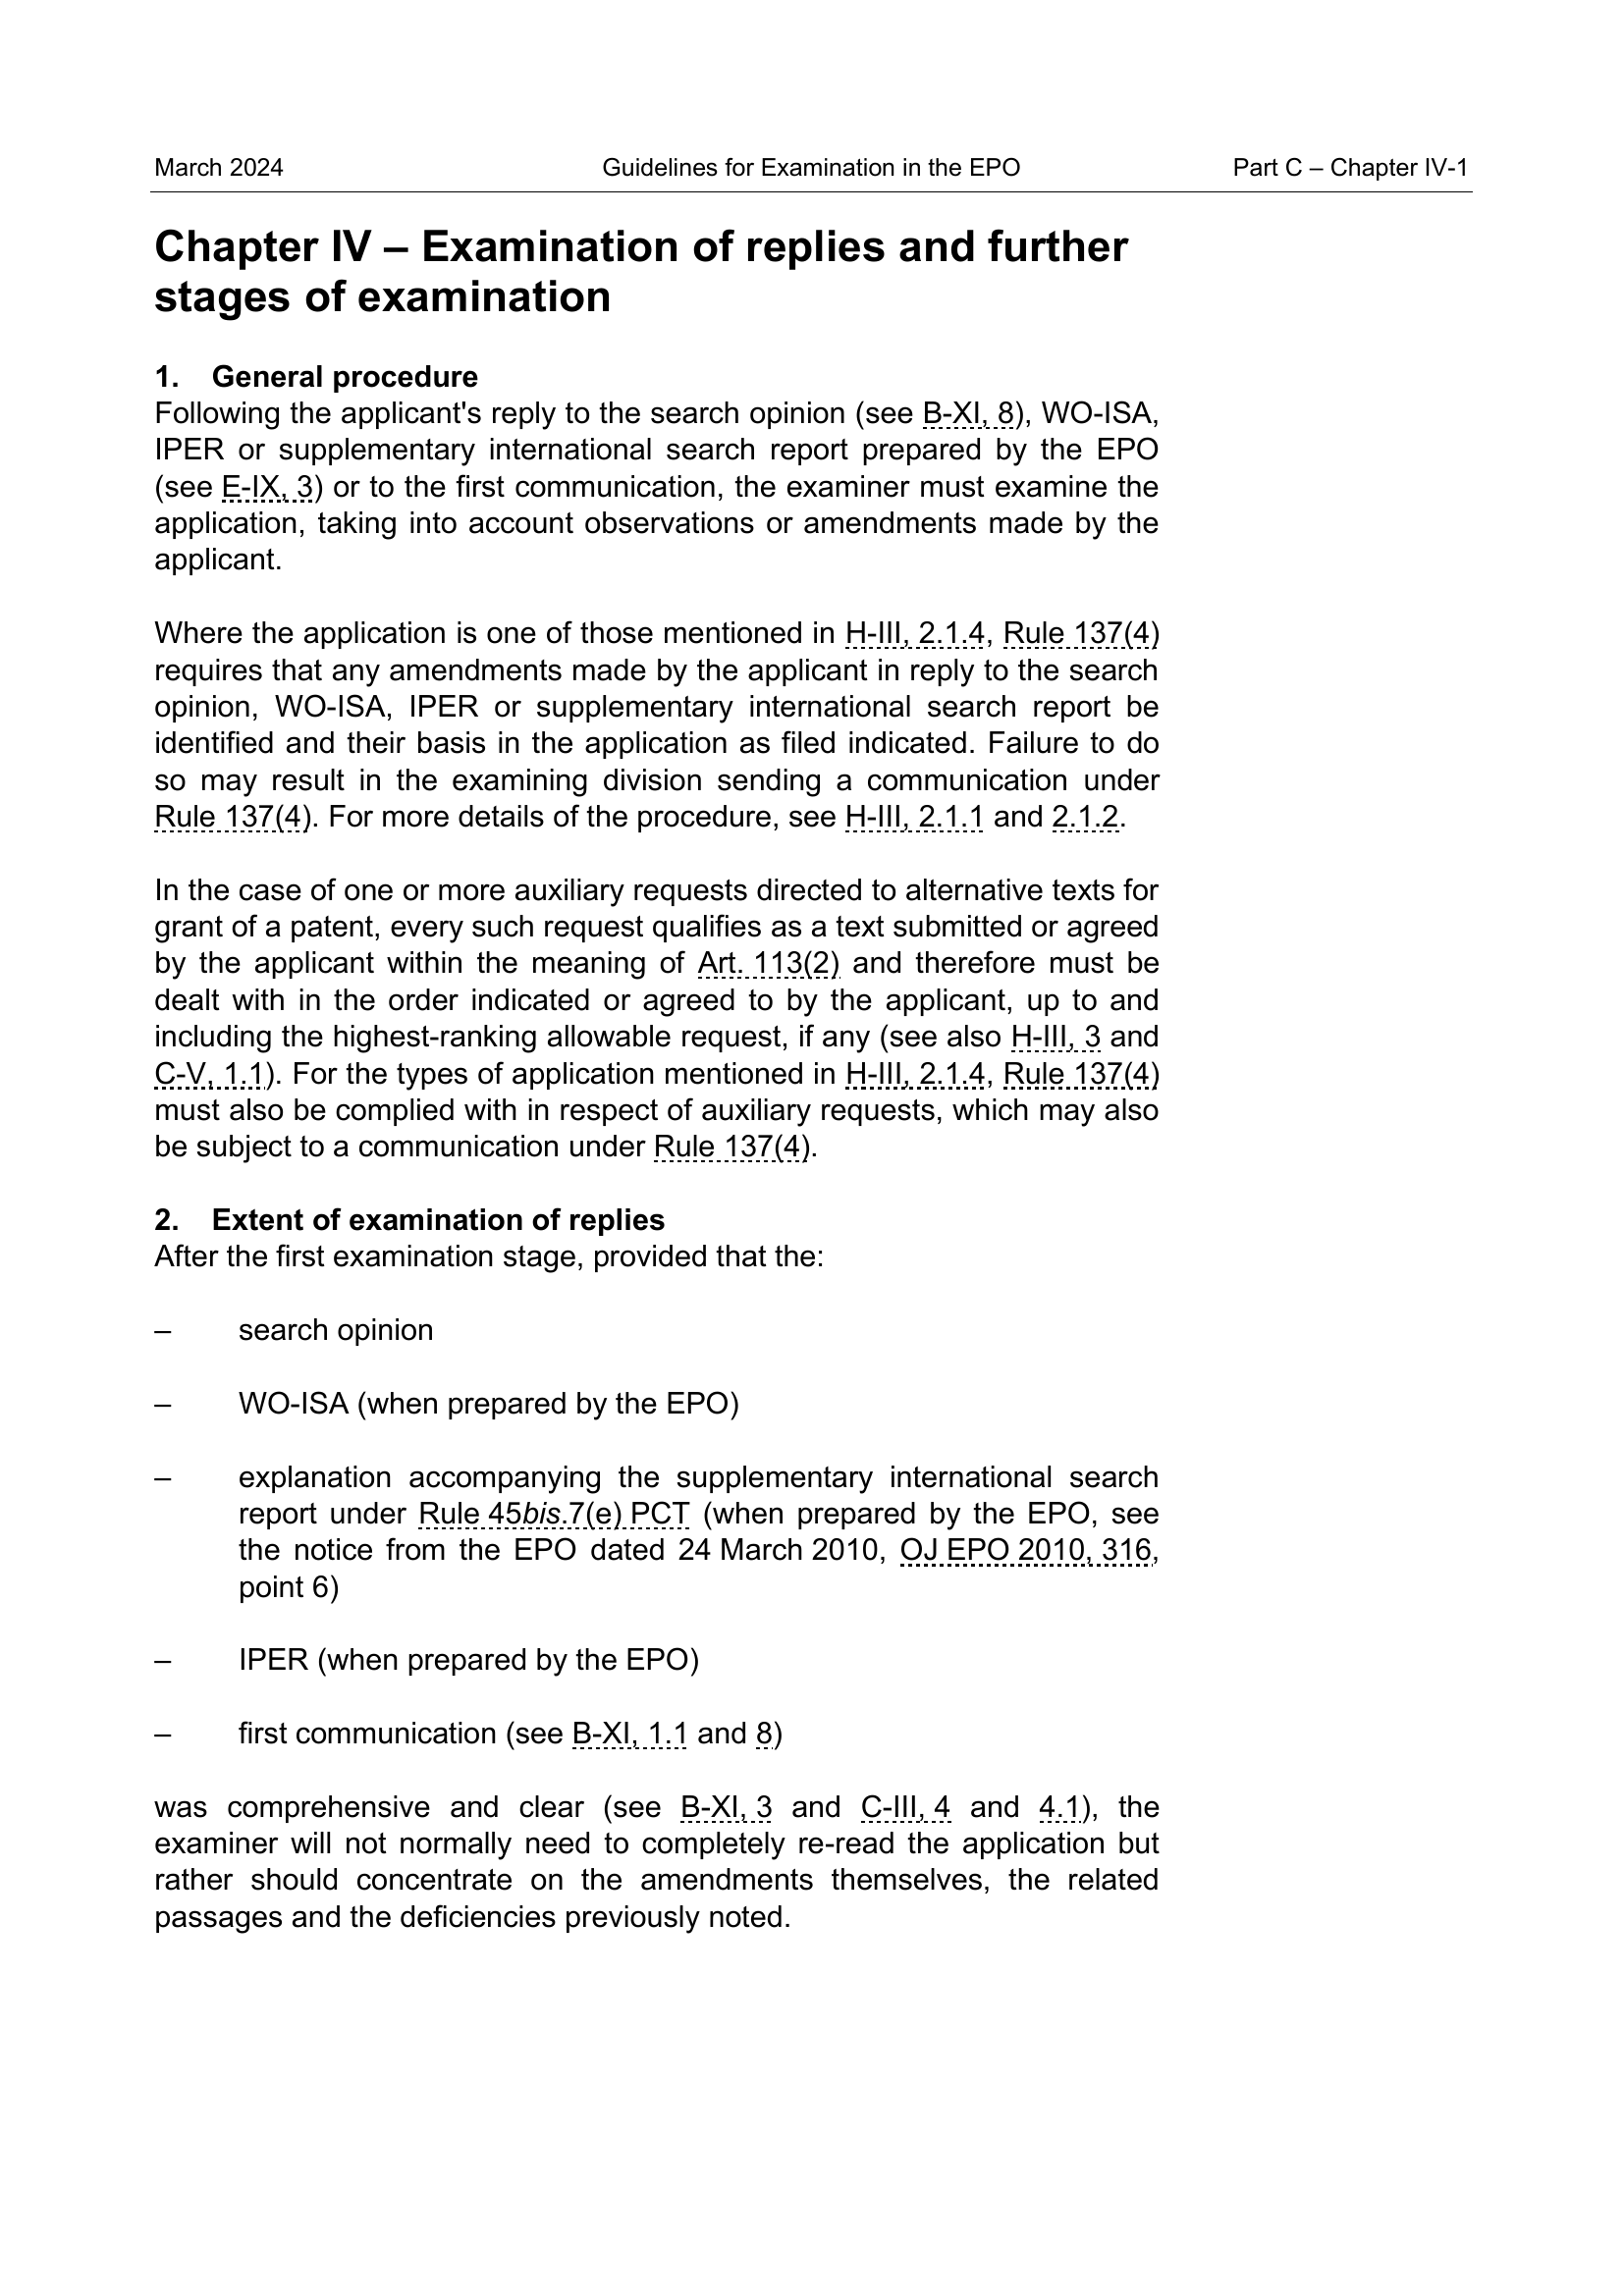 March 2024 Guidelines for Examination in the EPO Part C – Chapter IV-1
Chapter IV – Examination of replies and further
stages of examination
1. General procedure
Following the applicant's reply to the search opinion (see B-XI, 8), WO-ISA,
IPER or supplementary international search report prepared by the EPO
(see E-IX, 3) or to the first communication, the examiner must examine the
application, taking into account observations or amendments made by the
applicant.
Where the application is one of those mentioned in H-III, 2.1.4, Rule 137(4)
requires that any amendments made by the applicant in reply to the search
opinion, WO-ISA, IPER or supplementary international search report be
identified and their basis in the application as filed indicated. Failure to do
so may result in the examining division sending a communication under
Rule 137(4). For more details of the procedure, see H-III, 2.1.1 and 2.1.2.
In the case of one or more auxiliary requests directed to alternative texts for
grant of a patent, every such request qualifies as a text submitted or agreed
by the applicant within the meaning of Art. 113(2) and therefore must be
dealt with in the order indicated or agreed to by the applicant, up to and
including the highest-ranking allowable request, if any (see also H-III, 3 and
C-V, 1.1). For the types of application mentioned in H-III, 2.1.4, Rule 137(4)
must also be complied with in respect of auxiliary requests, which may also
be subject to a communication under Rule 137(4).
2. Extent of examination of replies
After the first examination stage, provided that the:
– search opinion
– WO-ISA (when prepared by the EPO)
– explanation accompanying the supplementary international search
report under Rule 45bis.7(e) PCT (when prepared by the EPO, see
the notice from the EPO dated 24 March 2010, OJ EPO 2010, 316,
point 6)
– IPER (when prepared by the EPO)
– first communication (see B-XI, 1.1 and 8)
was comprehensive and clear (see B-XI, 3 and C-III, 4 and 4.1), the
examiner will not normally need to completely re-read the application but
rather should concentrate on the amendments themselves, the related
passages and the deficiencies previously noted.